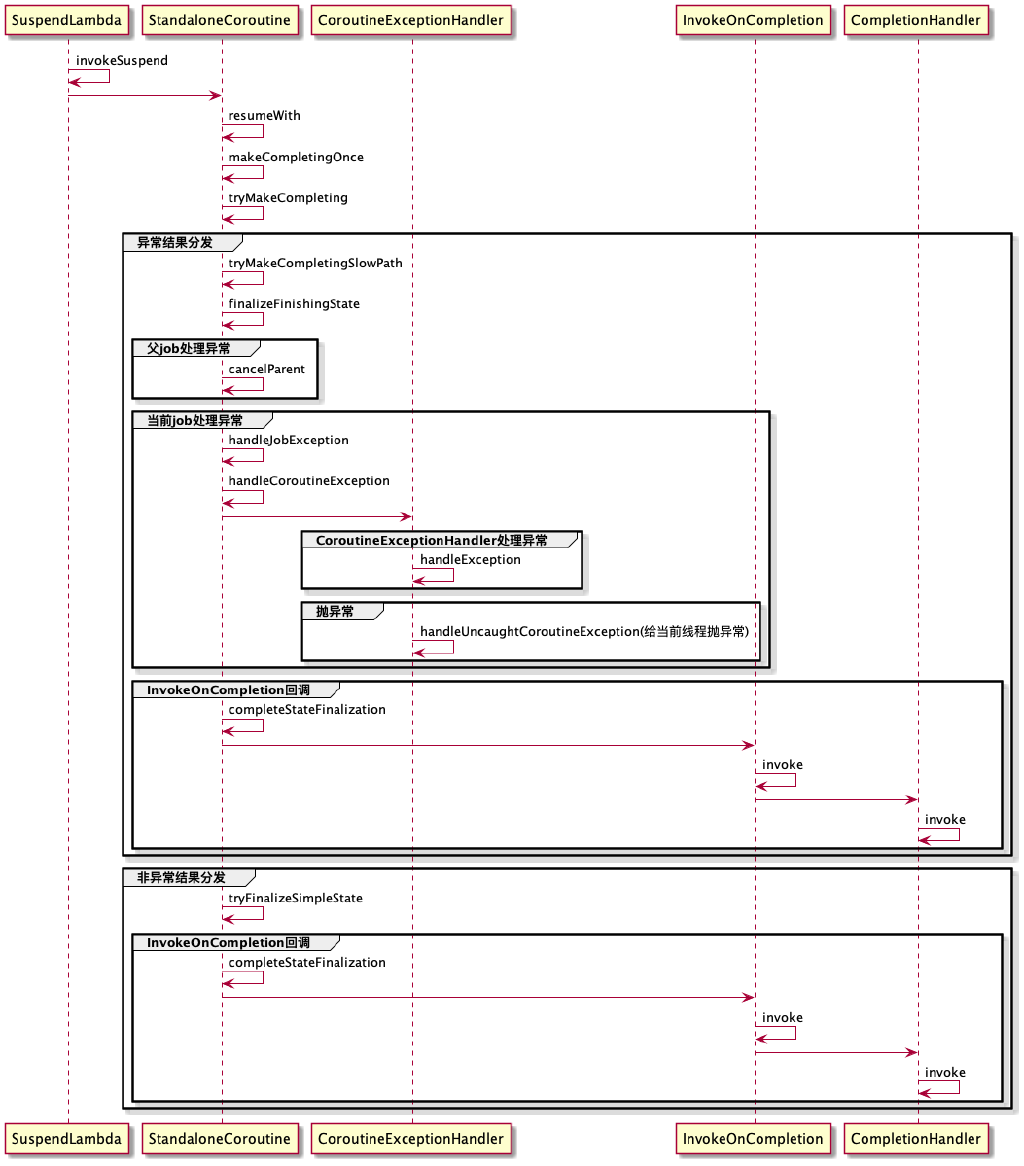 SuspendLambda
StandaloneCoroutine
CoroutineExceptionHandler
InvokeOnCompletion
CompletionHandler
invokeSuspend
resumeWith
makeCompletingOnce
tryMakeCompleting
异常结果分发
tryMakeCompletingSlowPath
finalizeFinishingState
父job处理异常
cancelParent
当前job处理异常
handleJobException
handleCoroutineException
CoroutineExceptionHandler处理异常
handleException
抛异常
handleUncaughtCoroutineException(给当前线程抛异常)
InvokeOnCompletion回调
completeStateFinalization
invoke
invoke
非异常结果分发
tryFinalizeSimpleState
InvokeOnCompletion回调
completeStateFinalization
invoke
invoke
SuspendLambda
StandaloneCoroutine
CoroutineExceptionHandler
InvokeOnCompletion
CompletionHandler